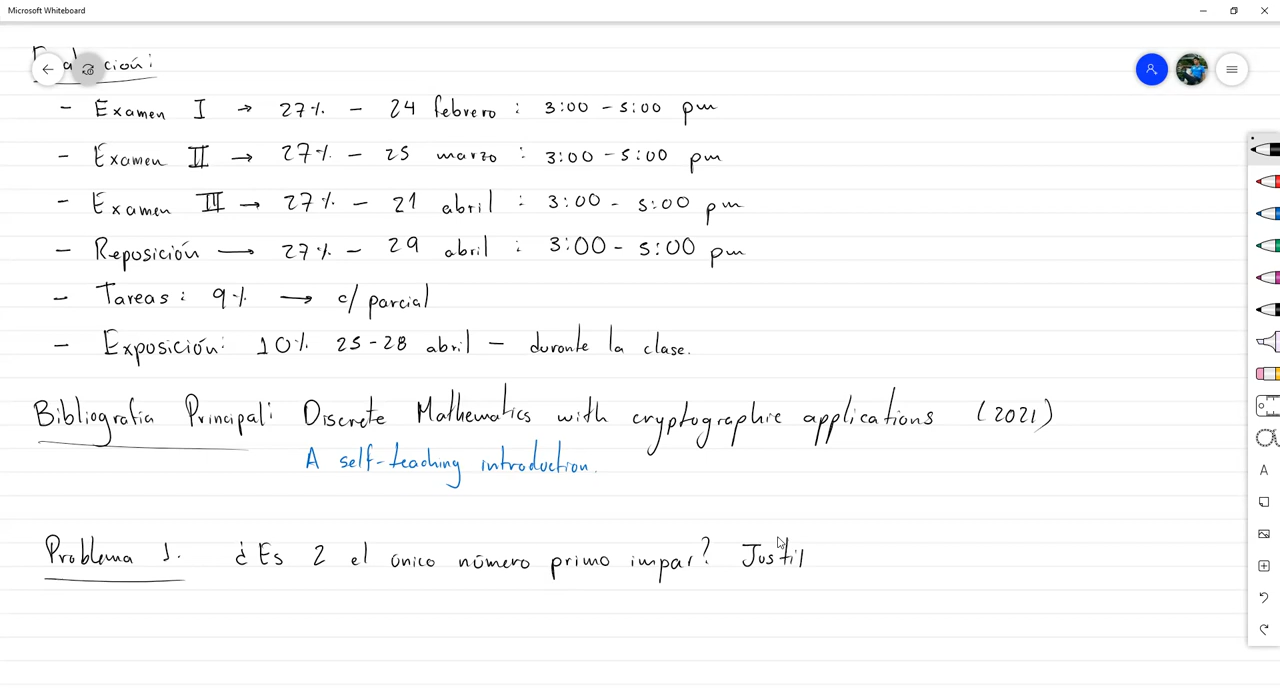 Microsoft Whiteboard
- Examen I → 27% - 24 febrero : 3:00 - 5:00 pm
- Examen II → 27% - 25 marzo : 3:00 - 5:00 pm
- Examen III → 27% - 21 abril : 3:00 - 5:00 pm
- Reposición → 27% - 29 abril : 3:00 - 5:00 pm
- Tareas: 9% → c/ parcial
- Exposición: 10% 25-28 abril - durante la clase.
Bibliografía Principal: Discrete Mathematics with cryptographic applications (2021)
A self-teaching introduction.
Problema 1. ¿Es 2 el único número primo impar? Justif